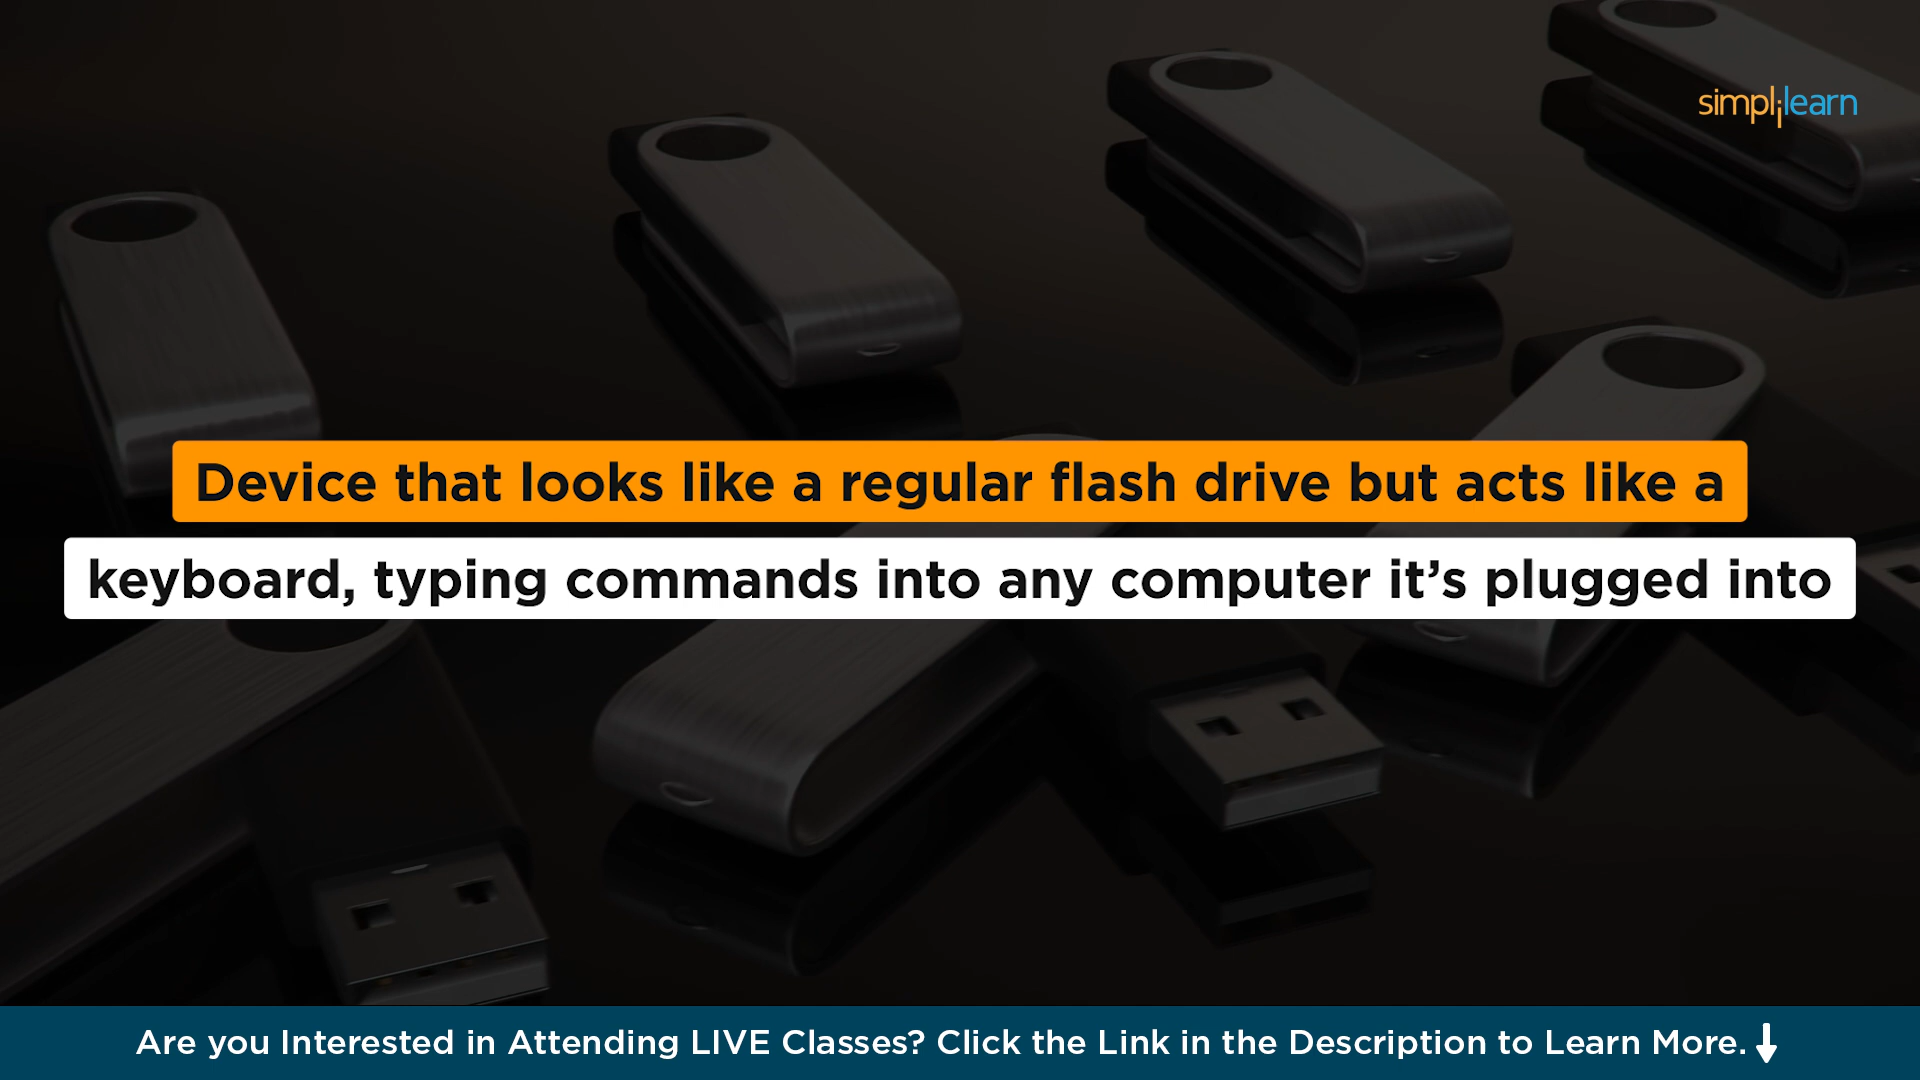 simplilearn
Device that looks like a regular flash drive but acts like a
keyboard, typing commands into any computer it’s plugged into
Are you Interested in Attending LIVE Classes? Click the Link in the Description to Learn More.